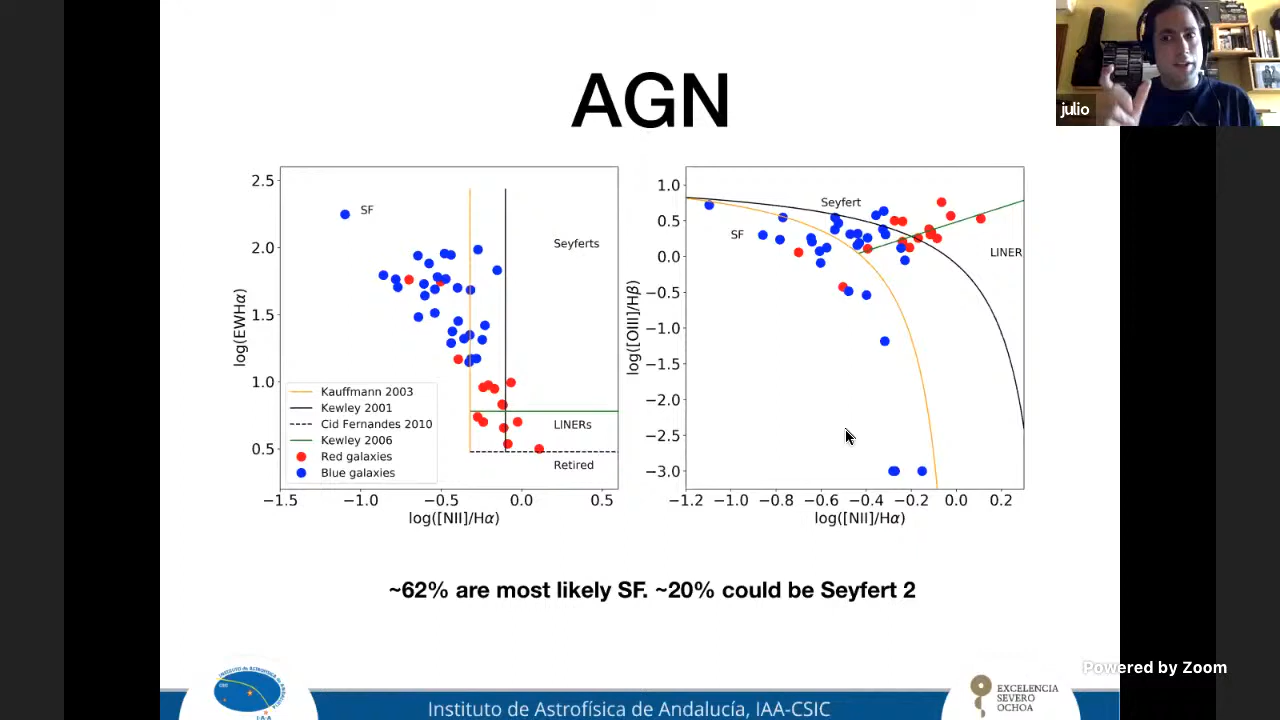 julio
AGN
2.5
2.0
1.5
1.0
0.5
log(EWHα)
SF
Seyferts
LINERs
Retired
Kauffmann 2003
Kewley 2001
Cid Fernandes 2010
Kewley 2006
Red galaxies
Blue galaxies
−1.5 −1.0 −0.5 0.0 0.5
log([NII]/Hα)
1.0
0.5
0.0
−0.5
−1.0
−1.5
−2.0
−2.5
−3.0
log([OIII]/Hβ)
Seyfert
SF
LINER
−1.2 −1.0 −0.8 −0.6 −0.4 −0.2 0.0 0.2
log([NII]/Hα)
~62% are most likely SF. ~20% could be Seyfert 2
Powered by Zoom
INSTITUTO DE ASTROFÍSICA DE ANDALUCÍA
I-A-A
Instituto de Astrofísica de Andalucía, IAA-CSIC
EXCELENCIA
SEVERO
OCHOA